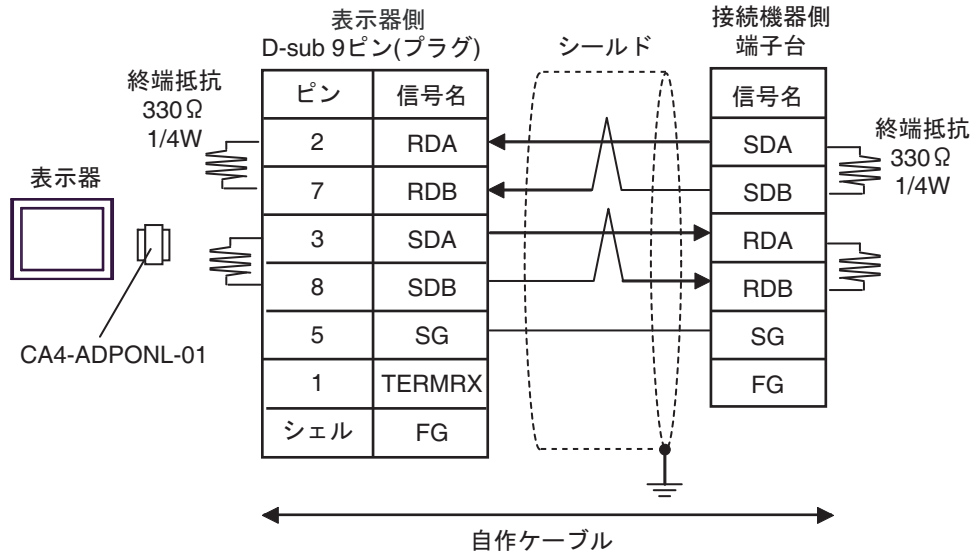 表示器側
D-sub 9ピン(プラグ)
シールド
接続機器側
端子台
終端抵抗
330Ω
1/4W
ピン 信号名
信号名
2 RDA
SDA
終端抵抗
330Ω
1/4W
表示器
7 RDB
SDB
3 SDA
RDA
8 SDB
RDB
5 SG
SG
CA4-ADPONL-01
1 TERMRX
FG
シェル FG
自作ケーブル